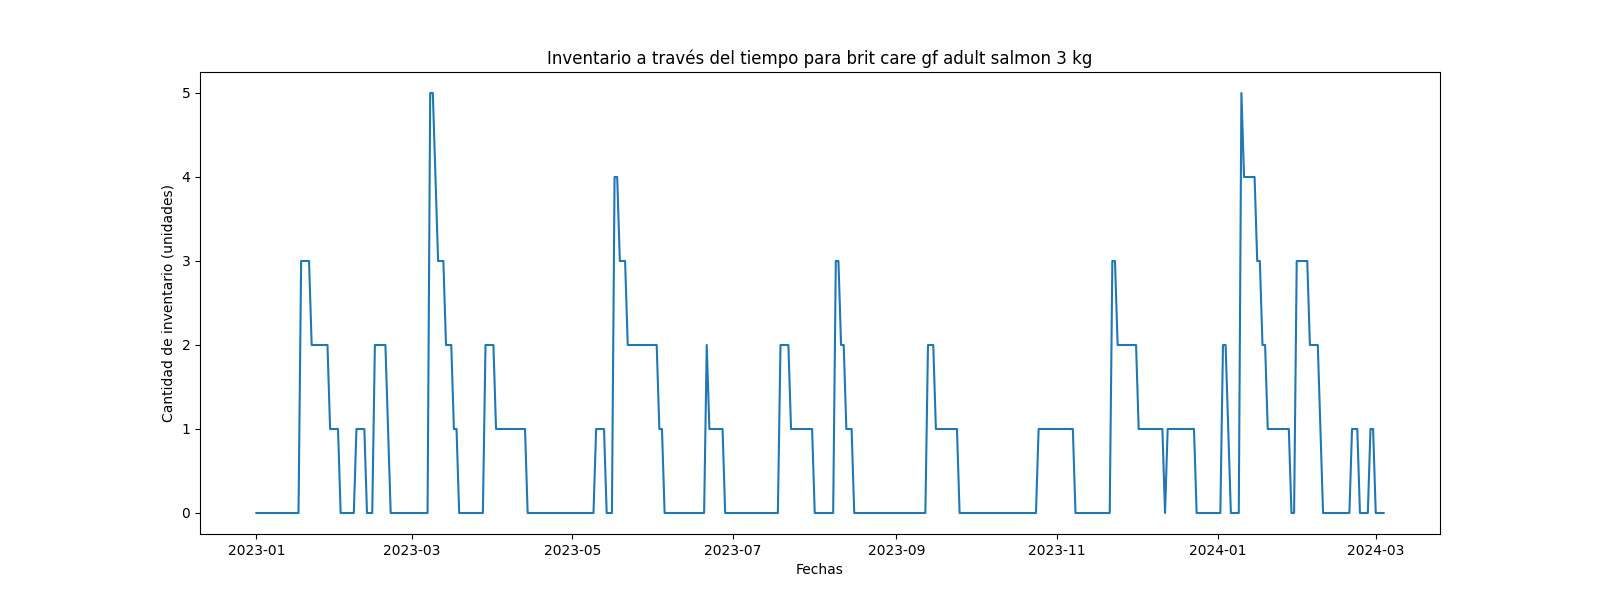 Inventario a través del tiempo para brit care gf adult salmon 3 kg
Cantidad de inventario (unidades)
5
4
3
2
1
0
2023-01 2023-03 2023-05 2023-07 2023-09 2023-11 2024-01 2024-03
Fechas